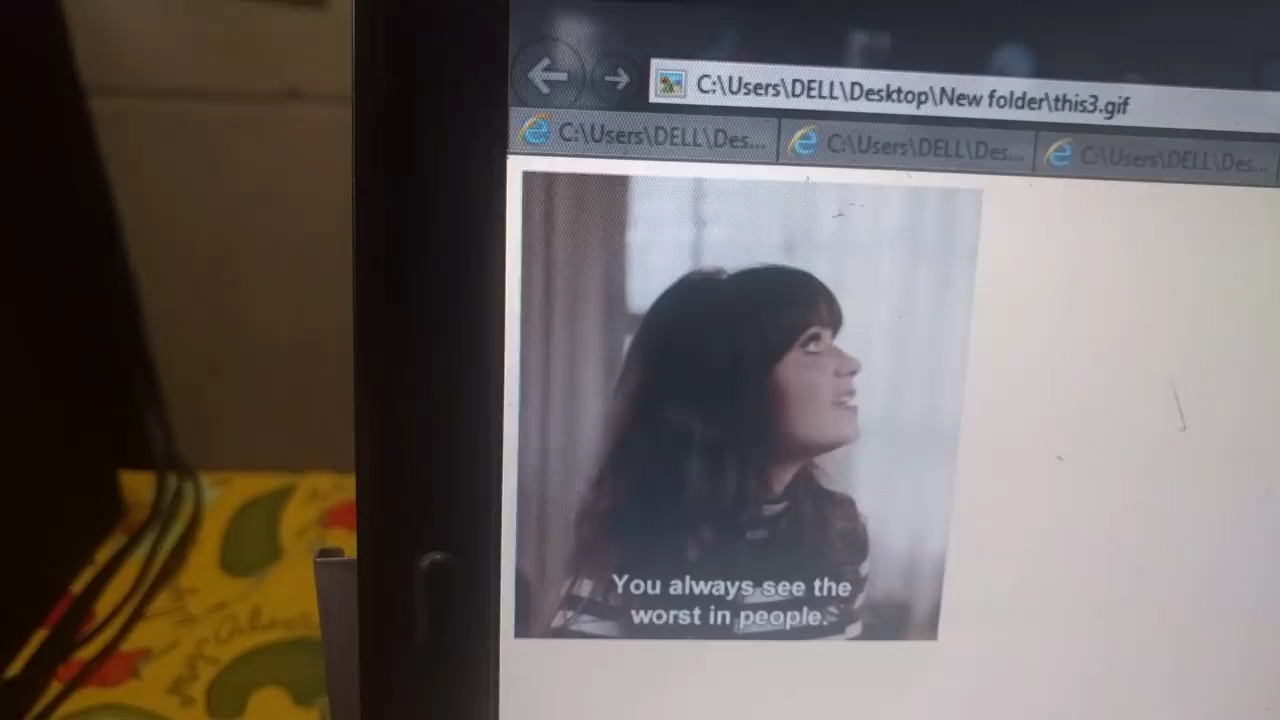 C:\Users\DELL\Desktop\New folder\this3.gif
C:\Users\DELL\Des...
C:\Users\DELL\Des...
C:\Users\DELL\Des...
You always see the
worst in people.